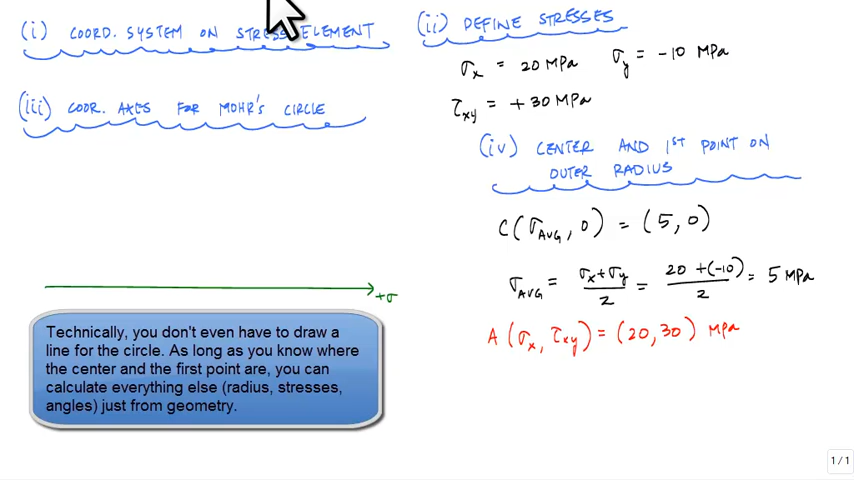 (i) COORD. SYSTEM ON STRESS ELEMENT
(iii) COOR. AXES FOR MOHR'S CIRCLE
+σ
Technically, you don't even have to draw a
line for the circle. As long as you know where
the center and the first point are, you can
calculate everything else (radius, stresses,
angles) just from geometry.
(ii) DEFINE STRESSES
σx = 20 MPa σy = -10 MPa
τxy = +30 MPa
(iv) CENTER AND 1ST POINT ON
OUTER RADIUS
C(σAVG, 0) = (5,0)
σAVG = σx+σy/2 = 20+(-10)/2 = 5 MPa
A(σx, τxy) = (20,30) MPa
1/1